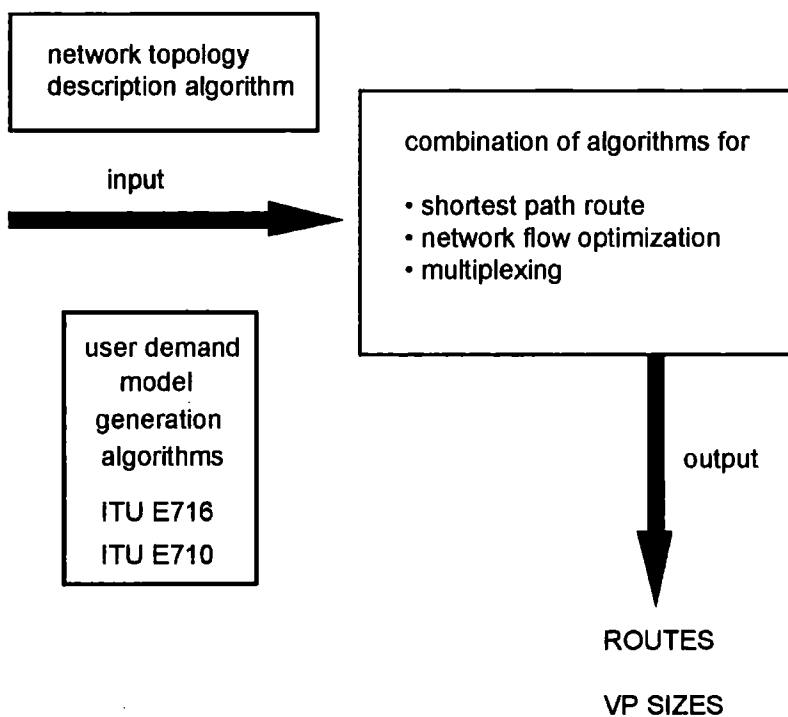 network topology
description algorithm
input
combination of algorithms for
• shortest path route
• network flow optimization
• multiplexing
user demand
model
generation
algorithms
ITU E716
ITU E710
output
ROUTES
VP SIZES